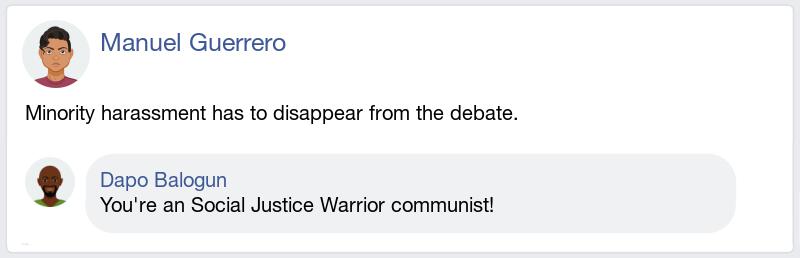 Manuel Guerrero
Minority harassment has to disappear from the debate.
Dapo Balogun
You're an Social Justice Warrior communist!